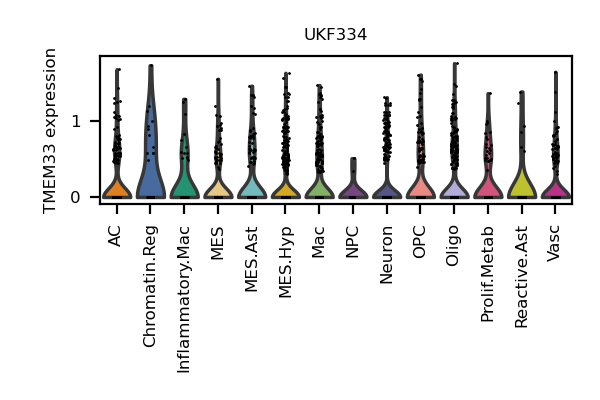 UKF334
TMEM33 expression
1
0
AC
Chromatin.Reg
Inflammatory.Mac
MES
MES.Ast
MES.Hyp
Mac
NPC
Neuron
OPC
Oligo
Prolif.Metab
Reactive.Ast
Vasc